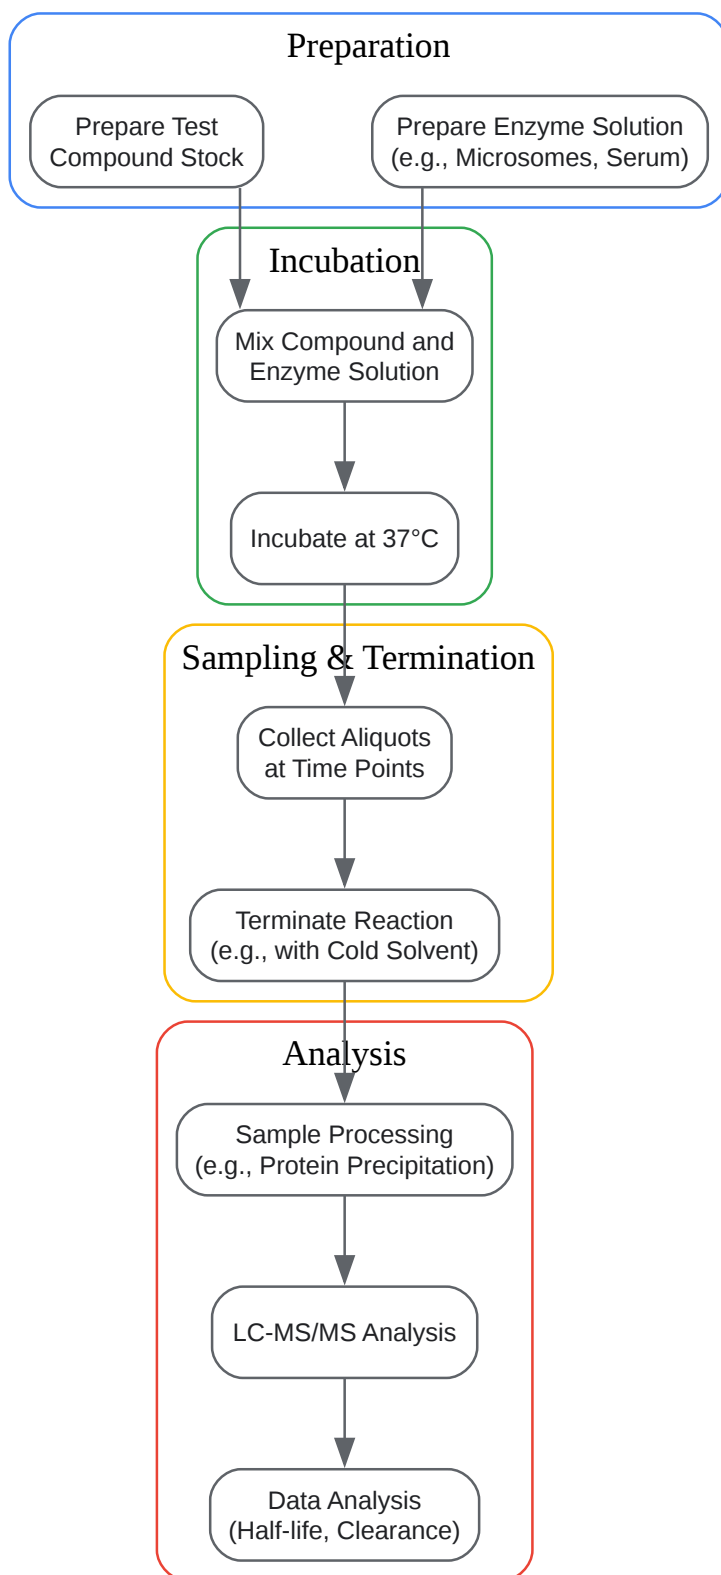 Preparation
Prepare Test
Compound Stock
Prepare Enzyme Solution
(e.g., Microsomes, Serum)
Incubation
Mix Compound and
Enzyme Solution
Incubate at 37°C
Sampling & Termination
Collect Aliquots
at Time Points
Terminate Reaction
(e.g., with Cold Solvent)
Analysis
Sample Processing
(e.g., Protein Precipitation)
LC-MS/MS Analysis
Data Analysis
(Half-life, Clearance)